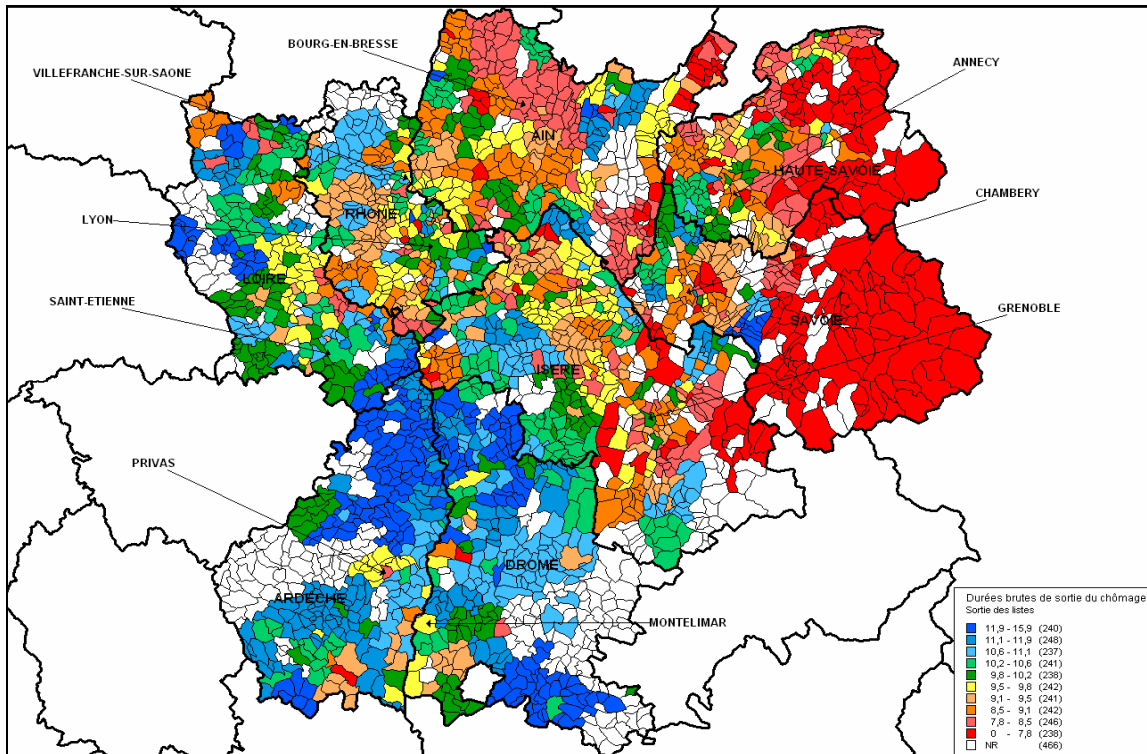 BOURG-EN-BRESSE
VILLEFRANCHE-SUR-SAONE
ANNECY
AIN
HAUTE-SAVOIE
CHAMBERY
RHONE
LYON
LOIRE
SAINT-ETIENNE
GRENOBLE
SAVOIE
ISERE
PRIVAS
DROME
ARDECHE
MONTELIMAR
Durées brutes de sortie du chômage
Sortie des listes
11,9 - 15,9 (240)
11,1 - 11,9 (248)
10,6 - 11,1 (237)
10,2 - 10,6 (241)
9,8 - 10,2 (238)
9,5 - 9,8 (242)
9,1 - 9,5 (241)
8,5 - 9,1 (242)
7,8 - 8,5 (246)
0 - 7,8 (238)
NR (466)